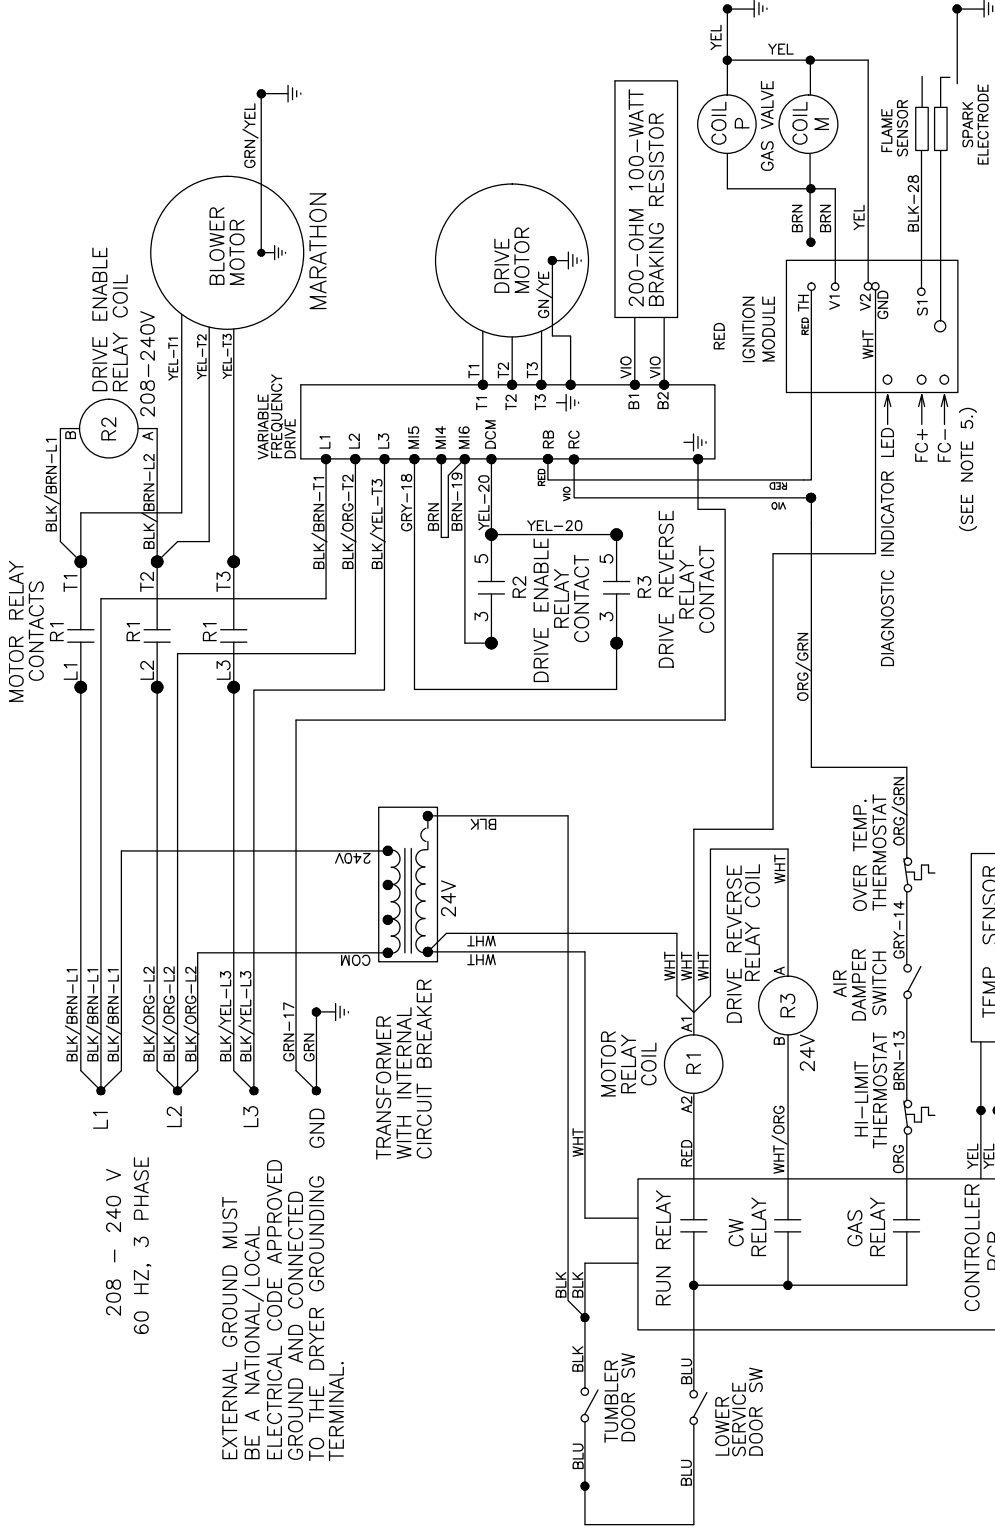 MOTOR RELAY
CONTACTS
L1
R1
T1
L2
R1
T2
L3
R1
T3
BLK/BRN-L1
B
R2
A
DRIVE ENABLE
RELAY COIL
208-240V
BLK/BRN-L2
YEL-T1
YEL-T2
YEL-T3
BLOWER
MOTOR
GRN/YEL
MARATHON
BLK/BRN-L1
BLK/BRN-L1
BLK/BRN-L1
L1
BLK/ORG-L2
BLK/ORG-L2
BLK/ORG-L2
L2
BLK/YEL-L3
BLK/YEL-L3
L3
GRN-17
GRN
GND
208 - 240 V
60 HZ, 3 PHASE
EXTERNAL GROUND MUST
BE A NATIONAL/LOCAL
ELECTRICAL CODE APPROVED
GROUND AND CONNECTED
TO THE DRYER GROUNDING
TERMINAL.
VARIABLE
FREQUENCY
DRIVE
BLK/BRN-T1
L1
BLK/ORG-T2
L2
BLK/YEL-T3
L3
GRY-18
MI5
BRN
MI4
BRN-19
MI6
YEL-20
DCM
RED
RB
VIO
RC
T1
T1
T2
T2
T3
T3
B1
VIO
B2
VIO
DRIVE
MOTOR
GN/YE
200-OHM 100-WATT
BRAKING RESISTOR
YEL-20
3
5
R2
DRIVE ENABLE
RELAY
CONTACT
3
5
R3
DRIVE REVERSE
RELAY
CONTACT
TRANSFORMER
WITH INTERNAL
CIRCUIT BREAKER
COM
240V
24V
BLK
WHT
WHT
WHT
WHT
WHT
WHT
MOTOR
RELAY
COIL
RED
A2
R1
A1
DRIVE REVERSE
RELAY COIL
WHT/ORG
B
R3
A
WHT
24V
RED
VIO
ORG/GRN
HI-LIMIT
THERMOSTAT
ORG
BRN-13
AIR
DAMPER
SWITCH
GRY-14
OVER TEMP.
THERMOSTAT
ORG/GRN
RED
IGNITION
MODULE
RED
TH
V1
V2
WHT
GND
S1
DIAGNOSTIC INDICATOR LED
FC+
FC-
(SEE NOTE 5.)
YEL
YEL
COIL
P
GAS VALVE
COIL
M
BRN
BRN
YEL
BLK-28
FLAME
SENSOR
SPARK
ELECTRODE
BLK
BLK
BLK
BLU
TUMBLER
DOOR SW
BLU
BLU
LOWER
SERVICE
DOOR SW
RUN RELAY
CW
RELAY
GAS
RELAY
CONTROLLER
PCB
YEL
YEL
TEMP. SENSOR